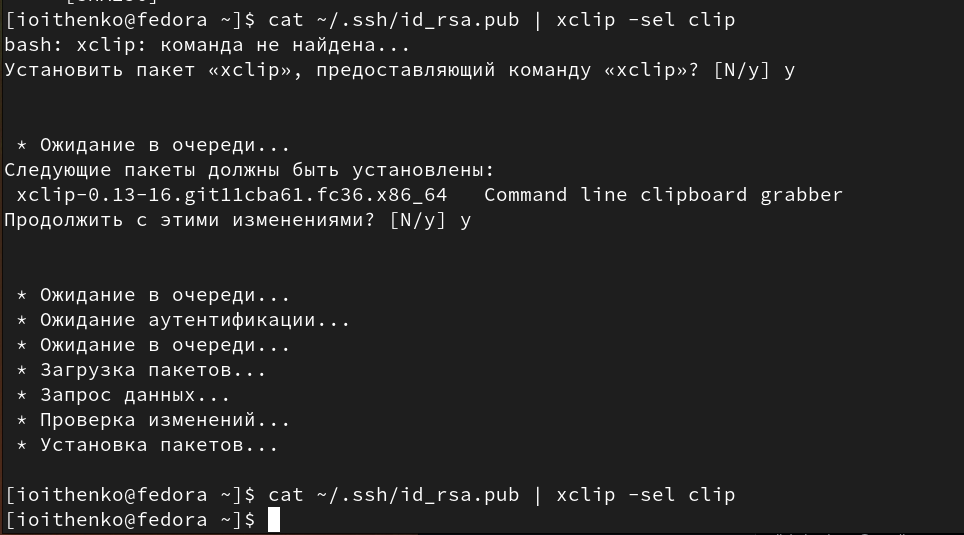 [ioithenko@fedora ~]$ cat ~/.ssh/id_rsa.pub | xclip -sel clip
bash: xclip: команда не найдена...
Установить пакет «xclip», предоставляющий команду «xclip»? [N/y] y
* Ожидание в очереди...
Следующие пакеты должны быть установлены:
xclip-0.13-16.git11cba61.fc36.x86_64 Command line clipboard grabber
Продолжить с этими изменениями? [N/y] y
* Ожидание в очереди...
* Ожидание аутентификации...
* Ожидание в очереди...
* Загрузка пакетов...
* Запрос данных...
* Проверка изменений...
* Установка пакетов...
[ioithenko@fedora ~]$ cat ~/.ssh/id_rsa.pub | xclip -sel clip
[ioithenko@fedora ~]$